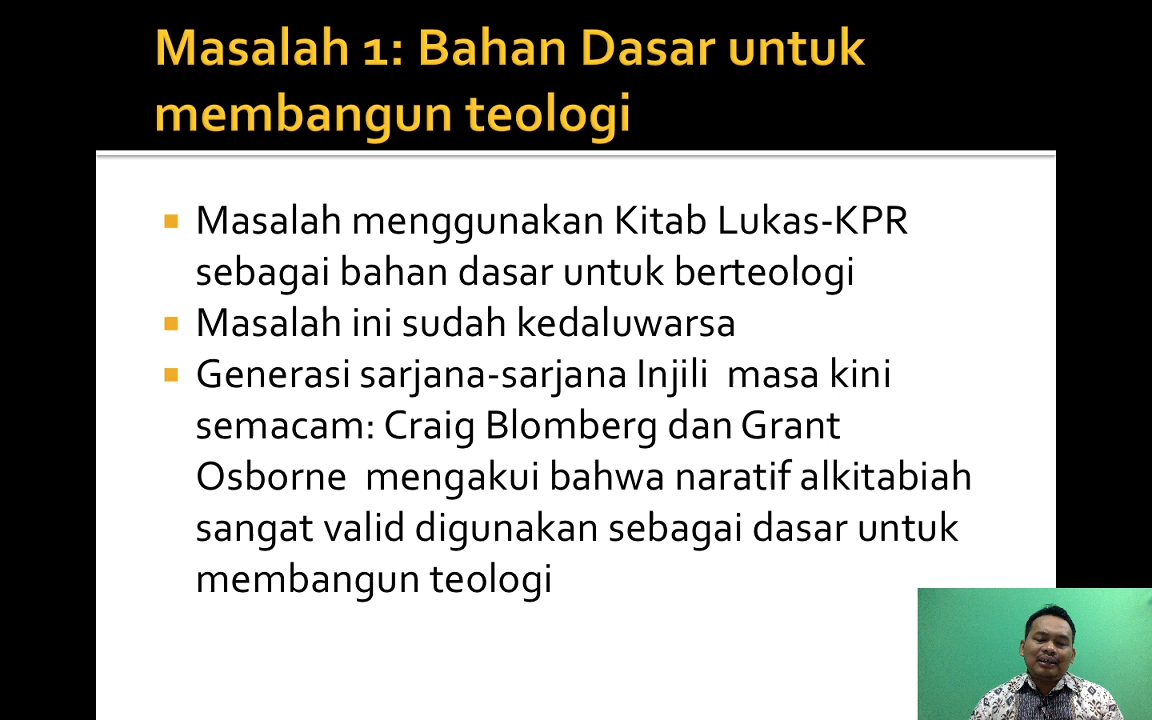 Masalah 1: Bahan Dasar untuk
membangun teologi
Masalah menggunakan Kitab Lukas-KPR
sebagai bahan dasar untuk berteologi
Masalah ini sudah kedaluwarsa
Generasi sarjana-sarjana Injili masa kini
semacam: Craig Blomberg dan Grant
Osborne mengakui bahwa naratif alkitabiah
sangat valid digunakan sebagai dasar untuk
membangun teologi